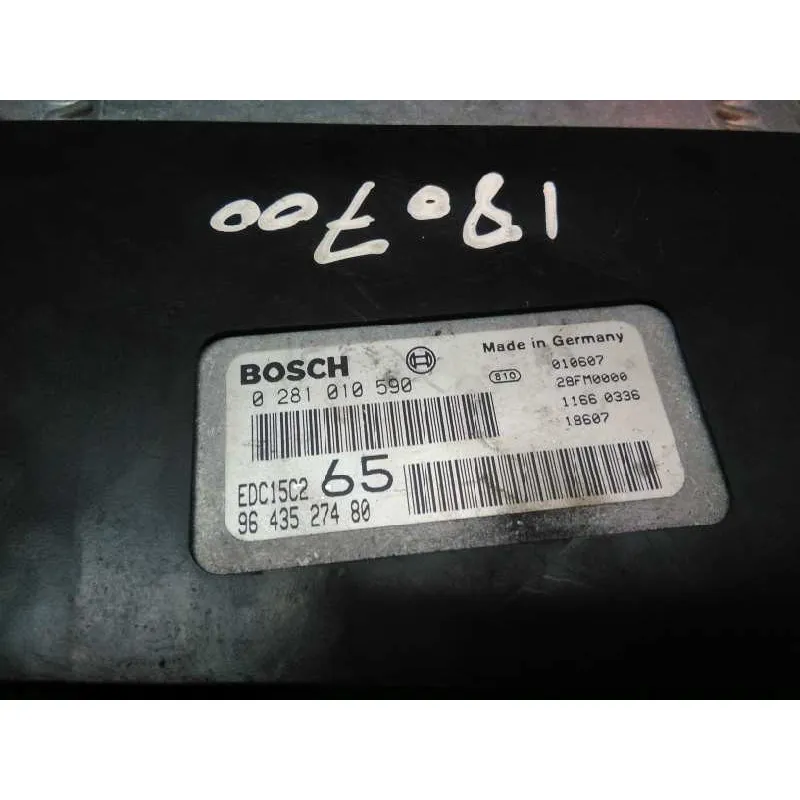 180700
BOSCH
Made in Germany
0 281 010 590
810
010607
28FM0000
1166 0336
18607
EDC15C2 65
96 435 274 80